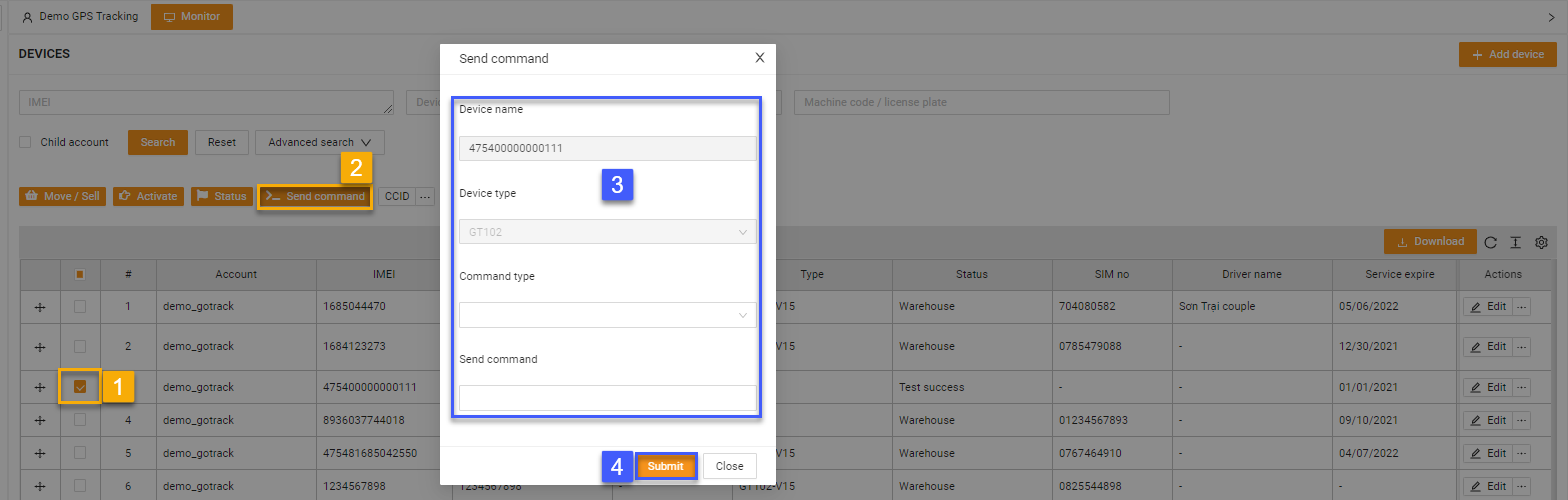 Demo GPS Tracking Monitor
DEVICES
Add device
IMEI
Devic
Machine code / license plate
Child account Search Reset Advanced search
2
Move / Sell Activate Status Send command CCID ...
Download
# Account IMEI Type Status SIM no Driver name Service expire Actions
1 demo_gotrack 1685044470 -V15 Warehouse 704080582 Sơn Trại couple 05/06/2022 Edit ...
2 demo_gotrack 1684123273 -V15 Warehouse 0785479088 - 12/30/2021 Edit ...
1 demo_gotrack 475400000000111 Test success - - 01/01/2021 Edit ...
4 demo_gotrack 8936037744018 Warehouse 01234567893 - 09/10/2021 Edit ...
5 demo_gotrack 475481685042550 -V15 Warehouse 0767464910 - 04/07/2022 Edit ...
6 demo_gotrack 1234567898 1234567898 - GT102-V15 Warehouse 0825544898 - Edit ...
Send command X
Device name
475400000000111
3
Device type
GT102
Command type
Send command
4 Submit Close